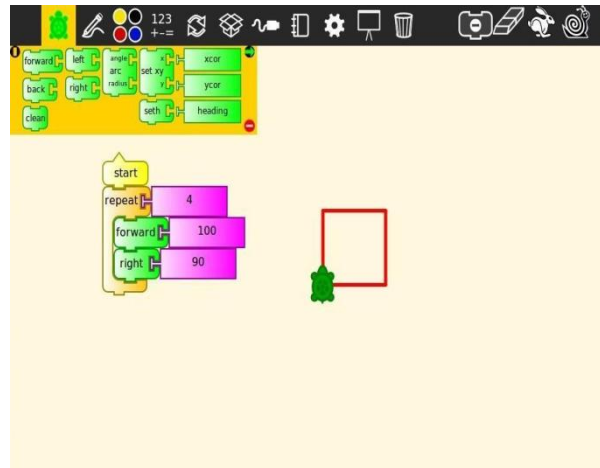 123
+-=
forward left angle arc radius x set xy y xcor
back right ycor
clean seth heading
start
repeat 4
forward 100
right 90